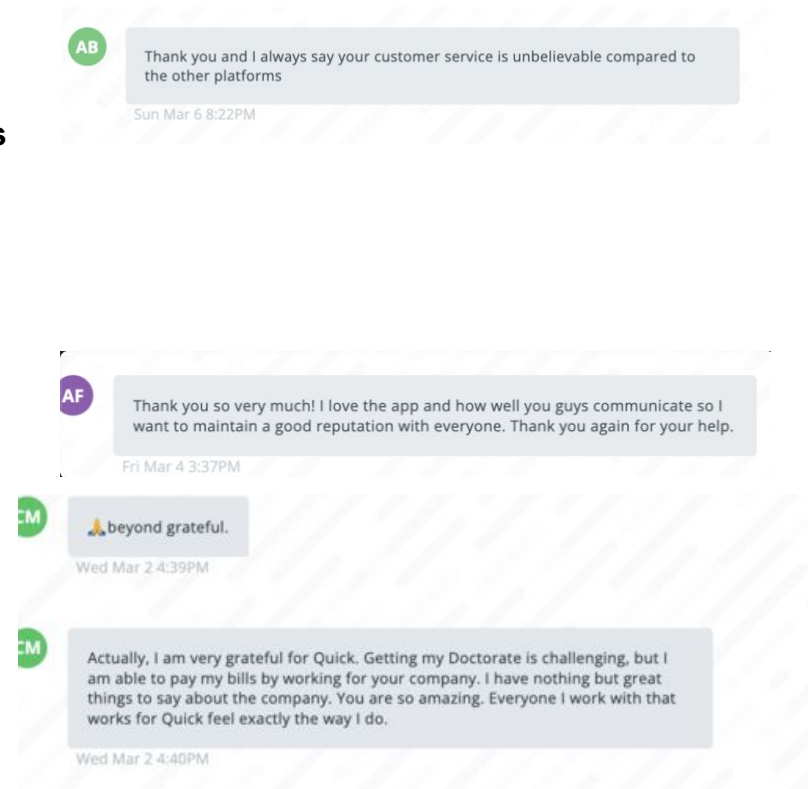 AB
Thank you and I always say your customer service is unbelievable compared to
the other platforms
Sun Mar 6 8:22PM
s
AF
Thank you so very much! I love the app and how well you guys communicate so I
want to maintain a good reputation with everyone. Thank you again for your help.
Fri Mar 4 3:37PM
CM
🙏beyond grateful.
Wed Mar 2 4:39PM
CM
Actually, I am very grateful for Quick. Getting my Doctorate is challenging, but I
am able to pay my bills by working for your company. I have nothing but great
things to say about the company. You are so amazing. Everyone I work with that
works for Quick feel exactly the way I do.
Wed Mar 2 4:40PM